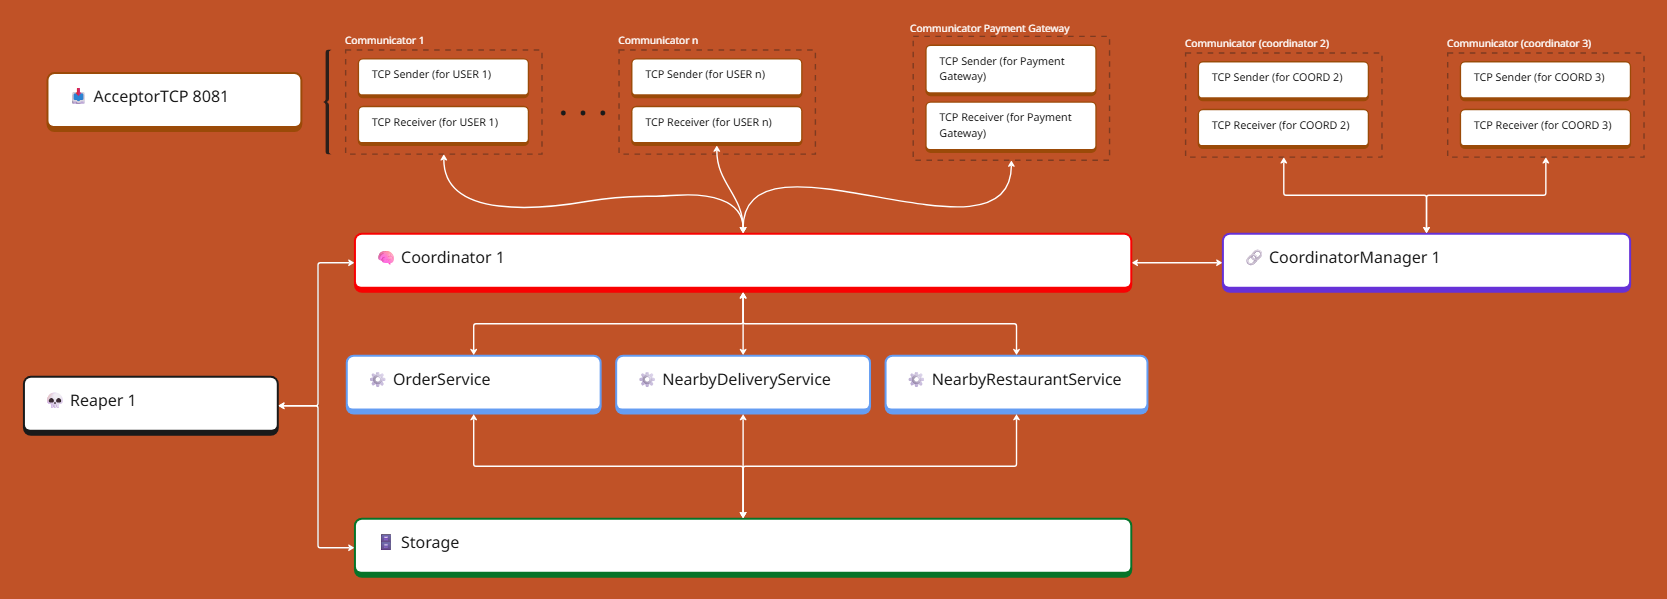 Communicator 1
Communicator n
Communicator Payment Gateway
Communicator (coordinator 2)
Communicator (coordinator 3)
AcceptorTCP 8081
TCP Sender (for USER 1)
TCP Receiver (for USER 1)
TCP Sender (for USER n)
TCP Receiver (for USER n)
TCP Sender (for Payment
Gateway)
TCP Receiver (for Payment
Gateway)
TCP Sender (for COORD 2)
TCP Receiver (for COORD 2)
TCP Sender (for COORD 3)
TCP Receiver (for COORD 3)
Coordinator 1
CoordinatorManager 1
Reaper 1
OrderService
NearbyDeliveryService
NearbyRestaurantService
Storage